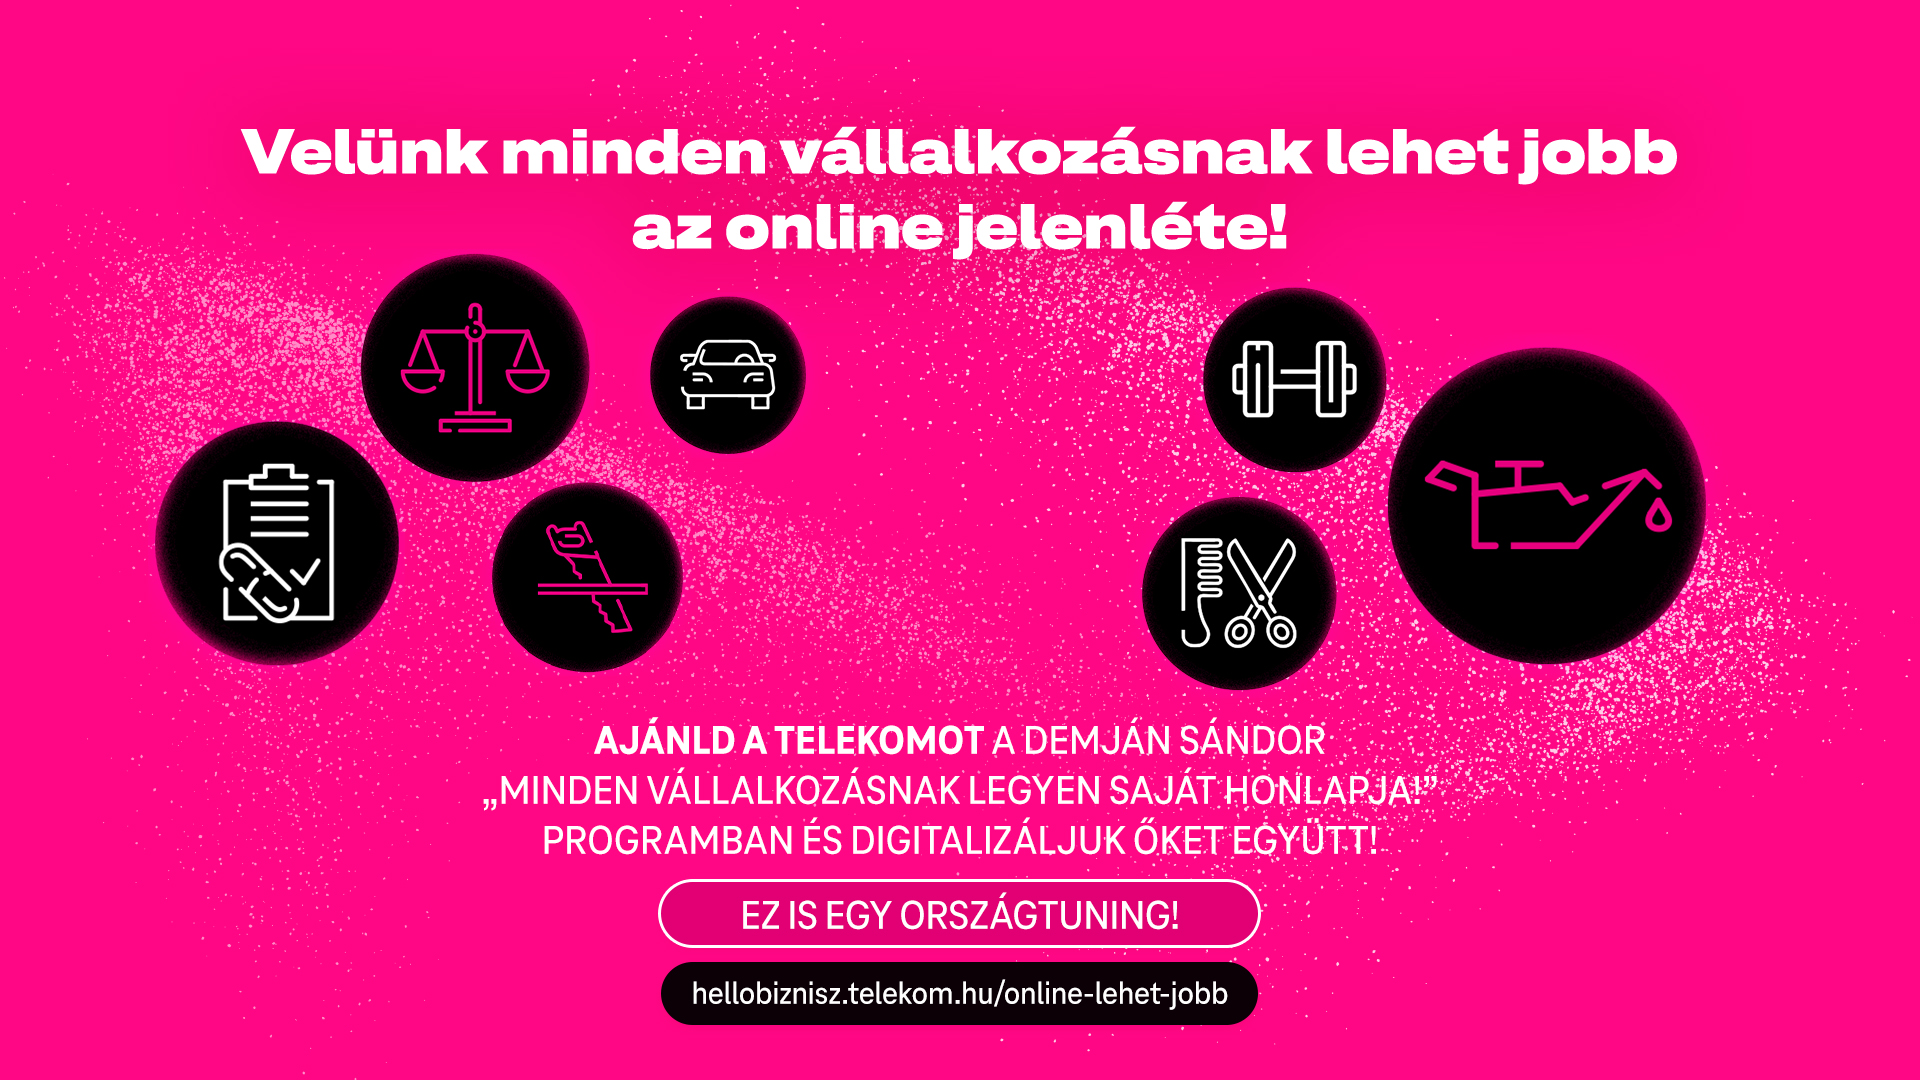 Velünk minden vállalkozásnak lehet jobb
az online jelenléte!
AJÁNLD A TELEKOMOT A DEMJÁN SÁNDOR
„MINDEN VÁLLALKOZÁSNAK LEGYEN SAJÁT HONLAPJA!”
PROGRAMBAN ÉS DIGITALIZÁLJUK ŐKET EGYÜTT!
EZ IS EGY ORSZÁGTUNING!
hellobiznisz.telekom.hu/online-lehet-jobb